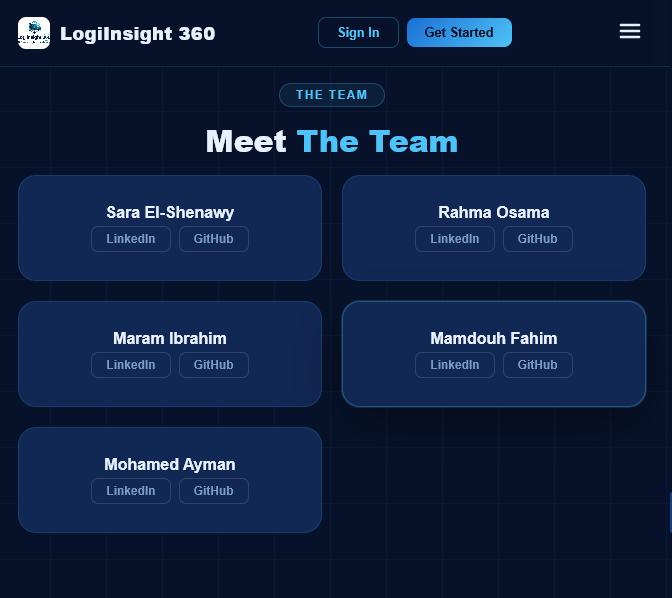 LogiInsight 360
Sign In
Get Started
THE TEAM
Meet The Team
Sara El-Shenawy
LinkedIn GitHub
Rahma Osama
LinkedIn GitHub
Maram Ibrahim
LinkedIn GitHub
Mamdouh Fahim
LinkedIn GitHub
Mohamed Ayman
LinkedIn GitHub